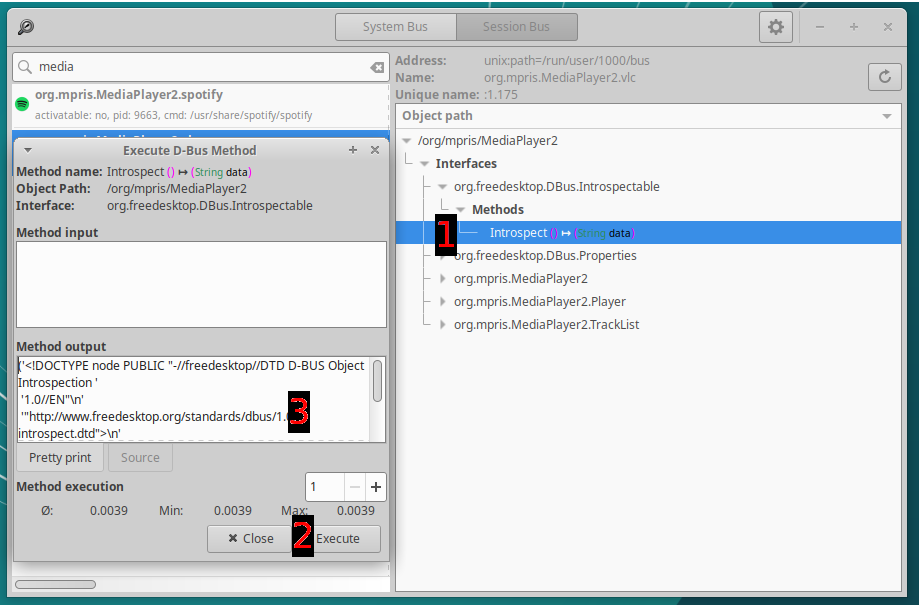 System Bus
Session Bus
media
org.mpris.MediaPlayer2.spotify
activatable: no, pid: 9663, cmd: /usr/share/spotify/spotify
Execute D-Bus Method
Method name: Introspect () ↦ (String data)
Object Path: /org/mpris/MediaPlayer2
Interface: org.freedesktop.DBus.Introspectable
Method input
Method output
('<!DOCTYPE node PUBLIC "-//freedesktop//DTD D-BUS Object
Introspection '
'1.0//EN"\n'
'"http://www.freedesktop.org/standards/dbus/1.
introspect.dtd">\n'
3
Pretty print
Source
Method execution
1
Ø: 0.0039 Min: 0.0039 Max: 0.0039
Close
2
Execute
Address: unix:path=/run/user/1000/bus
Name: org.mpris.MediaPlayer2.vlc
Unique name: :1.175
Object path
/org/mpris/MediaPlayer2
Interfaces
org.freedesktop.DBus.Introspectable
Methods
1
Introspect () ↦ (String data)
org.freedesktop.DBus.Properties
org.mpris.MediaPlayer2
org.mpris.MediaPlayer2.Player
org.mpris.MediaPlayer2.TrackList